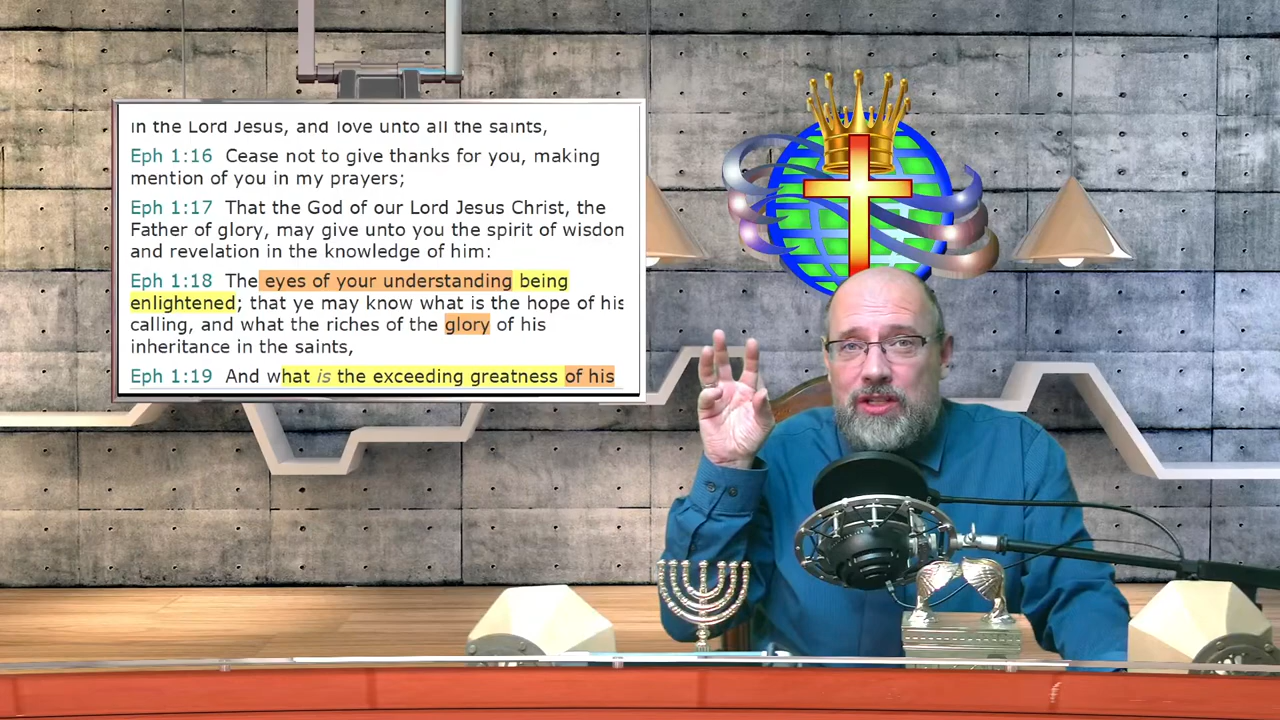 in the Lord Jesus, and love unto all the saints,
Eph 1:16 Cease not to give thanks for you, making
mention of you in my prayers;
Eph 1:17 That the God of our Lord Jesus Christ, the
Father of glory, may give unto you the spirit of wisdom
and revelation in the knowledge of him:
Eph 1:18 The eyes of your understanding being
enlightened; that ye may know what is the hope of his
calling, and what the riches of the glory of his
inheritance in the saints,
Eph 1:19 And what is the exceeding greatness of his